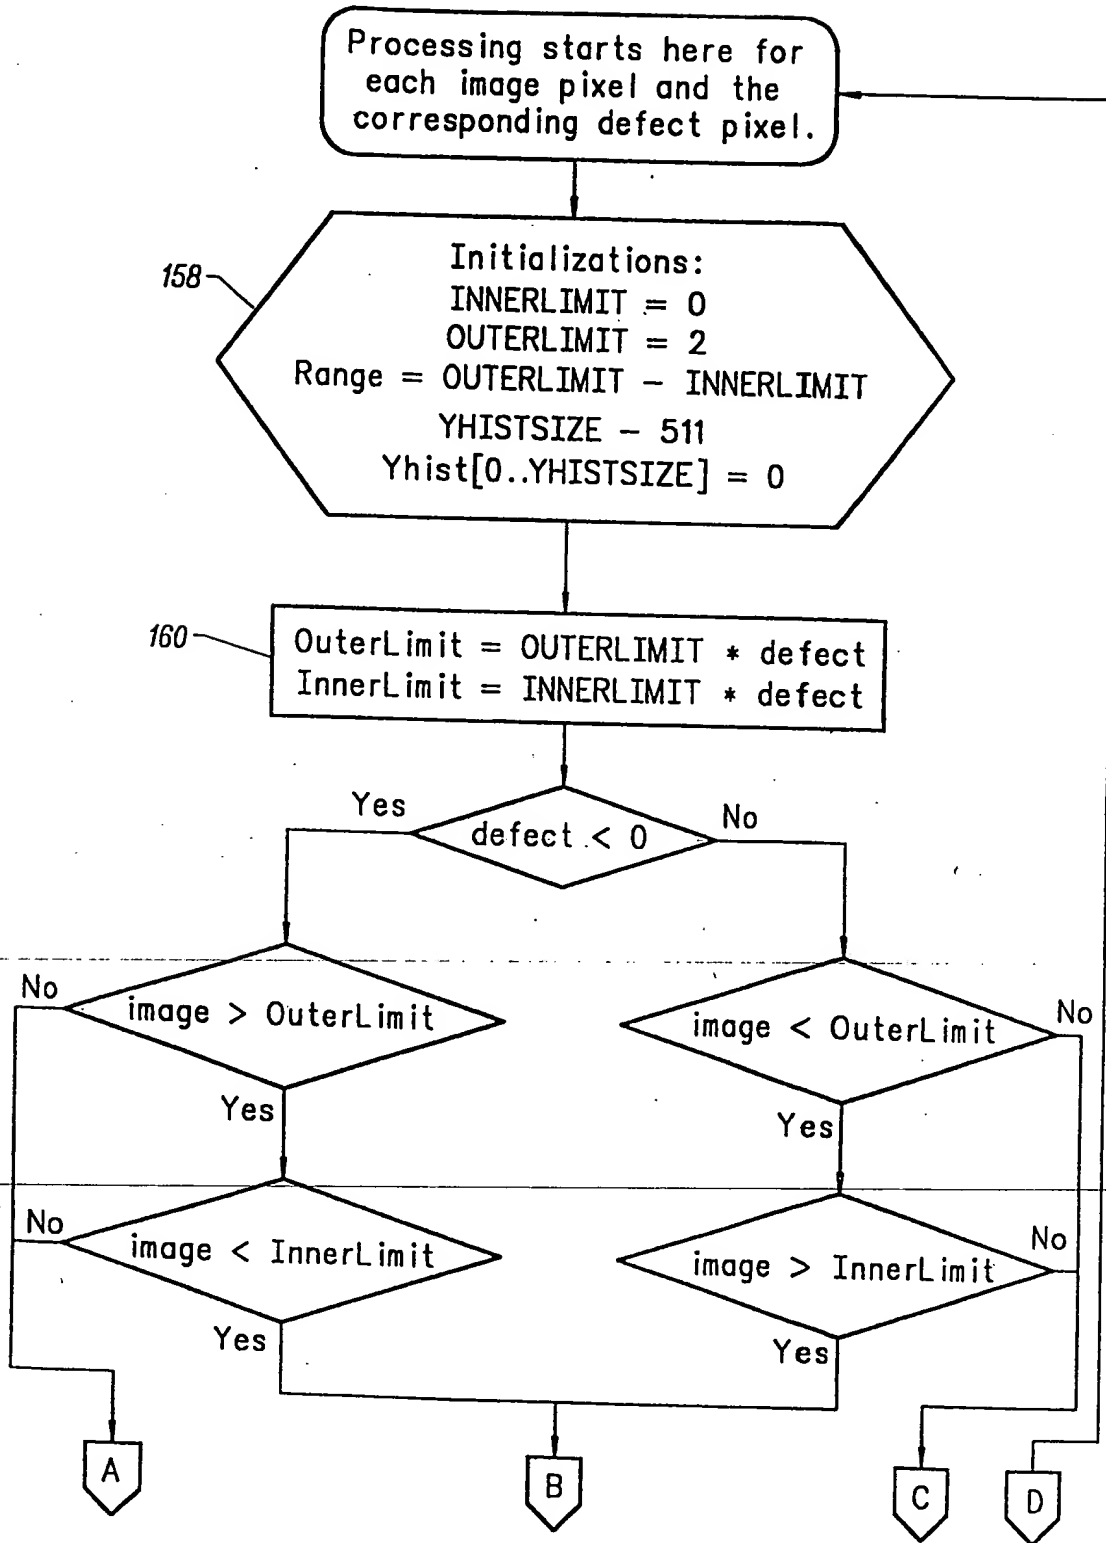 Processing starts here for
each image pixel and the
corresponding defect pixel.
158
Initializations:
INNERLIMIT = 0
OUTERLIMIT = 2
Range = OUTERLIMIT - INNERLIMIT
YHISTSIZE - 511
Yhist[0..YHISTSIZE] = 0
160
OuterLimit = OUTERLIMIT * defect
InnerLimit = INNERLIMIT * defect
Yes
defect < 0
No
No
image > OuterLimit
Yes
image < OuterLimit
No
Yes
No
image < InnerLimit
Yes
image > InnerLimit
No
Yes
A
B
C
D